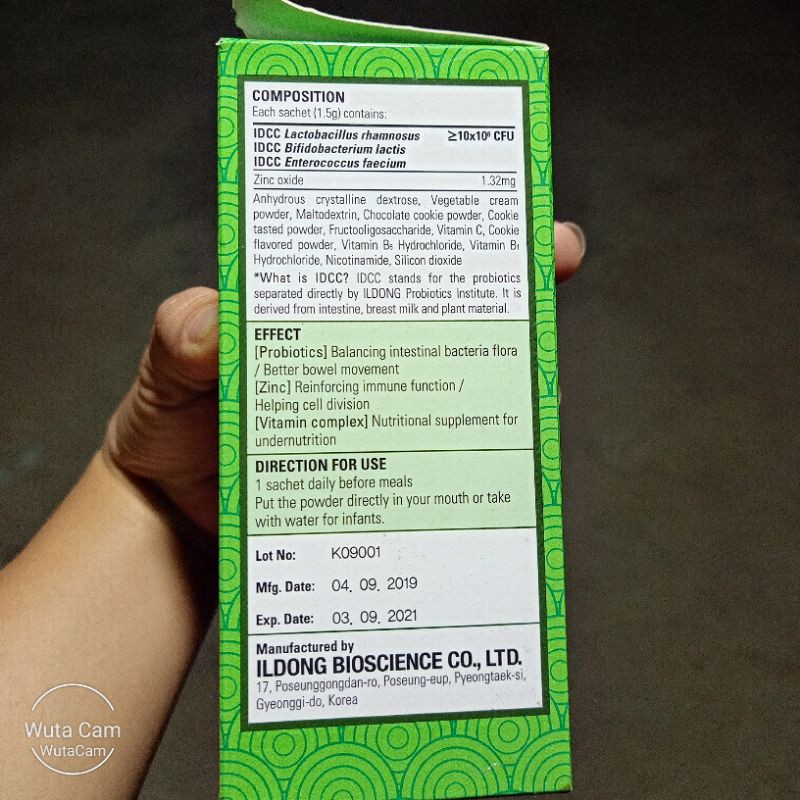 COMPOSITION
Each sachet (1.5g) contains:
IDCC Lactobacillus rhamnosus ≥10x10⁸ CFU
IDCC Bifidobacterium lactis
IDCC Enterococcus faecium
Zinc oxide 1.32mg
Anhydrous crystalline dextrose, Vegetable cream
powder, Maltodextrin, Chocolate cookie powder, Cookie
tasted powder, Fructooligosaccharide, Vitamin C, Cookie
flavored powder, Vitamin B₆ Hydrochloride, Vitamin B₁
Hydrochloride, Nicotinamide, Silicon dioxide
*What is IDCC? IDCC stands for the probiotics
separated directly by ILDONG Probiotics Institute. It is
derived from intestine, breast milk and plant material.
EFFECT
[Probiotics] Balancing intestinal bacteria flora
/ Better bowel movement
[Zinc] Reinforcing immune function /
Helping cell division
[Vitamin complex] Nutritional supplement for
undernutrition
DIRECTION FOR USE
1 sachet daily before meals
Put the powder directly in your mouth or take
with water for infants.
Lot No: K09001
Mfg. Date: 04. 09. 2019
Exp. Date: 03. 09. 2021
Manufactured by
ILDONG BIOSCIENCE CO., LTD.
17, Poseunggongdan-ro, Poseung-eup, Pyeongtaek-si,
Gyeonggi-do, Korea
Wuta Cam
WutaCam